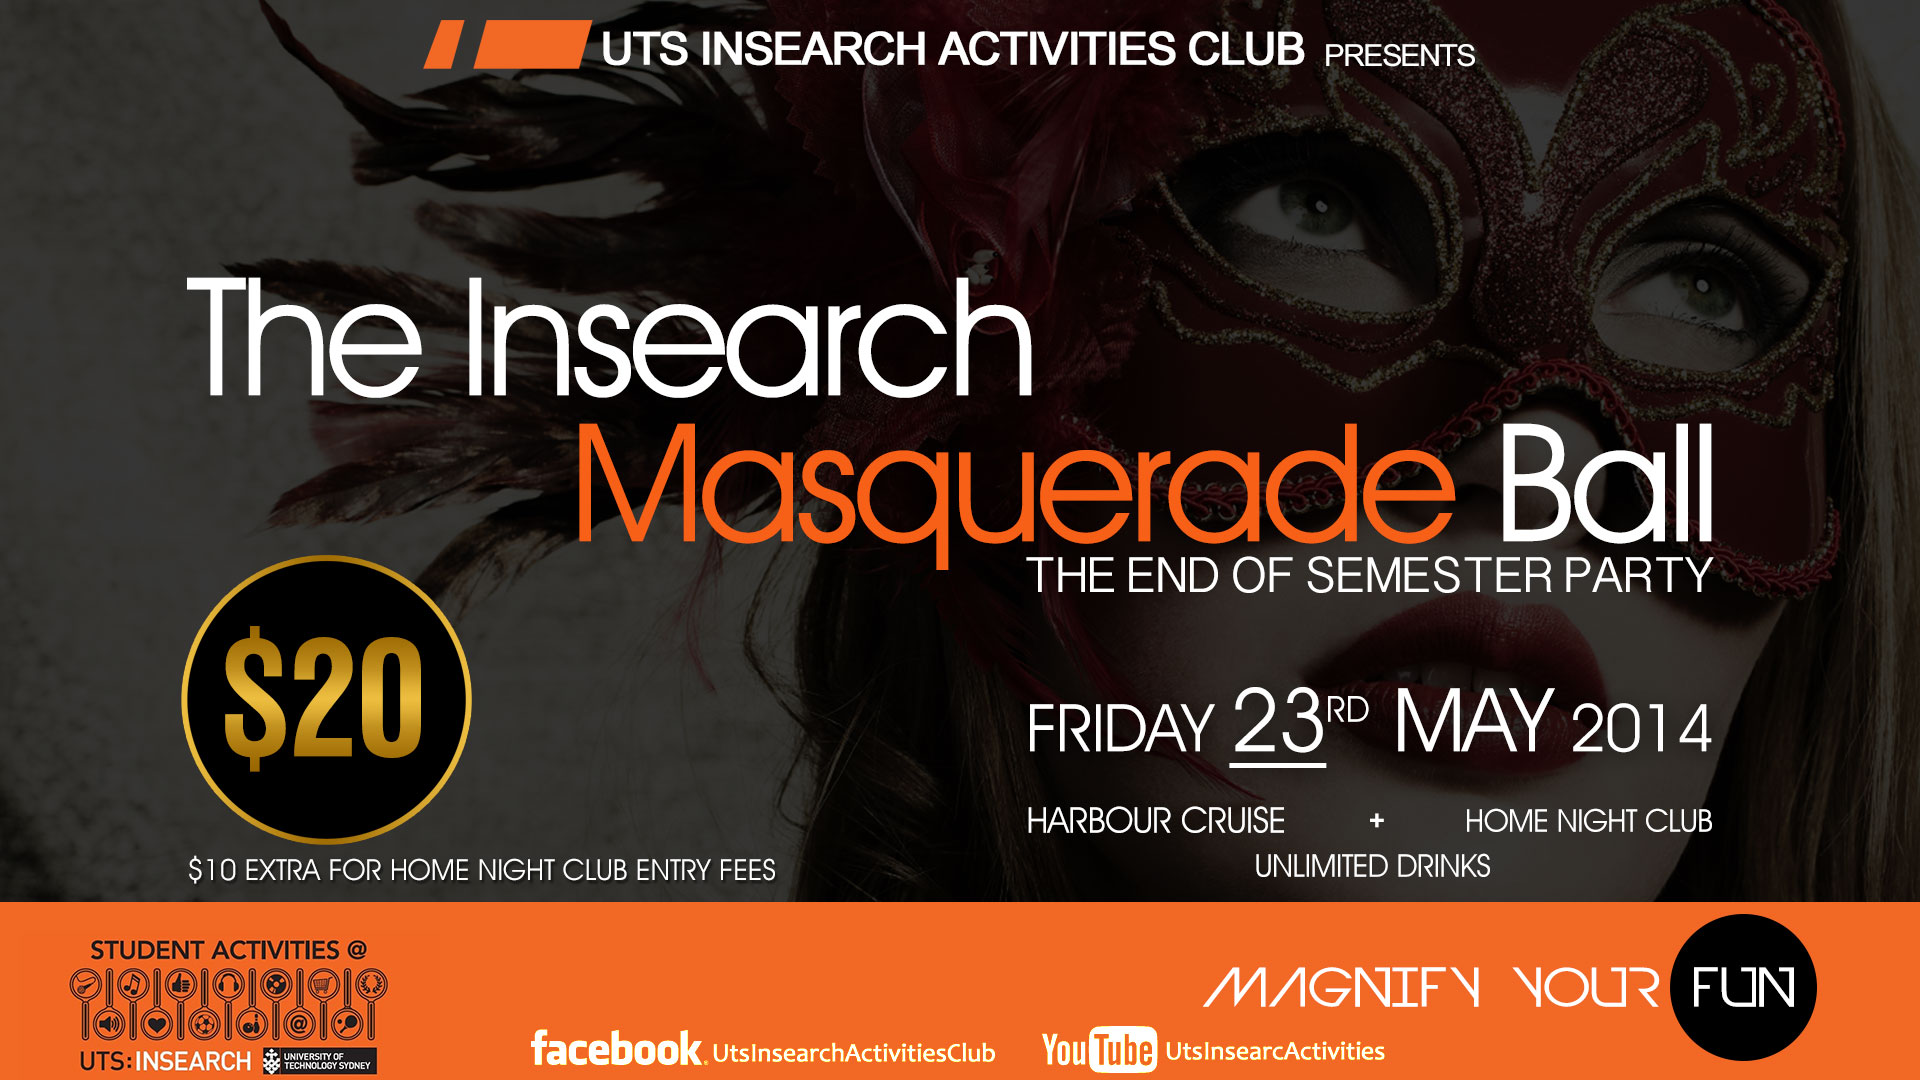 UTS INSEARCH ACTIVITIES CLUB PRESENTS
The Insearch
Masquerade Ball
THE END OF SEMESTER PARTY
$20
FRIDAY 23RD MAY 2014
HARBOUR CRUISE + HOME NIGHT CLUB
UNLIMITED DRINKS
$10 EXTRA FOR HOME NIGHT CLUB ENTRY FEES
STUDENT ACTIVITIES @
@
UTS:INSEARCH
UNIVERSITY OF
TECHNOLOGY SYDNEY
facebook. UtsInsearchActivitiesClub
YouTube UtsInsearcActivities
MAGNIFY YOUR FUN